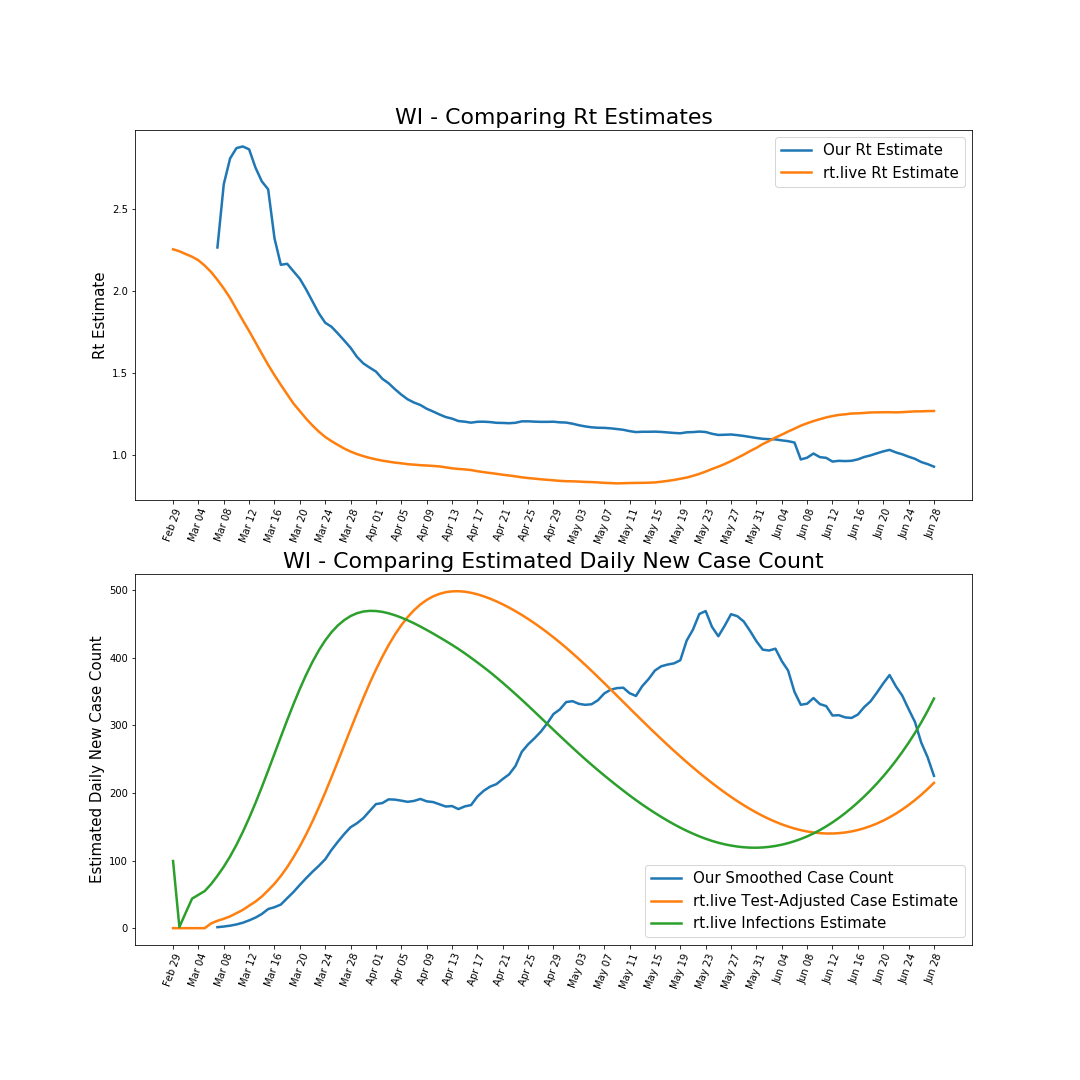 WI - Comparing Rt Estimates
Our Rt Estimate
rt.live Rt Estimate
Rt Estimate
2.5
2.0
1.5
1.0
Feb 29 Mar 04 Mar 08 Mar 12 Mar 16 Mar 20 Mar 24 Mar 28 Apr 01 Apr 05 Apr 09 Apr 13 Apr 17 Apr 21 Apr 25 Apr 29 May 03 May 07 May 11 May 15 May 19 May 23 May 27 May 31 Jun 04 Jun 08 Jun 12 Jun 16 Jun 20 Jun 24 Jun 28
WI - Comparing Estimated Daily New Case Count
Estimated Daily New Case Count
500
400
300
200
100
0
Our Smoothed Case Count
rt.live Test-Adjusted Case Estimate
rt.live Infections Estimate
Feb 29 Mar 04 Mar 08 Mar 12 Mar 16 Mar 20 Mar 24 Mar 28 Apr 01 Apr 05 Apr 09 Apr 13 Apr 17 Apr 21 Apr 25 Apr 29 May 03 May 07 May 11 May 15 May 19 May 23 May 27 May 31 Jun 04 Jun 08 Jun 12 Jun 16 Jun 20 Jun 24 Jun 28